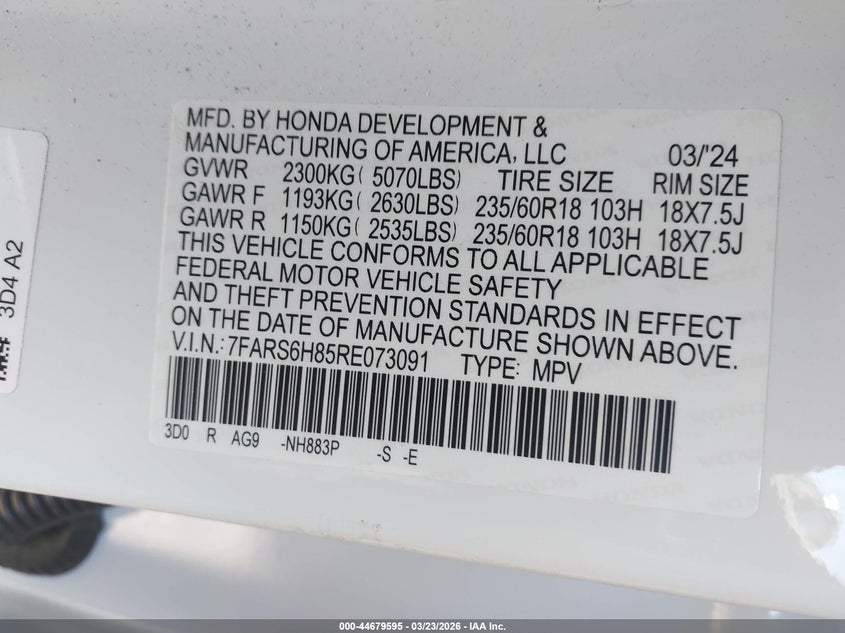 MFD. BY HONDA DEVELOPMENT &
MANUFACTURING OF AMERICA, LLC 03/'24
GVWR 2300KG( 5070LBS) TIRE SIZE RIM SIZE
GAWR F 1193KG( 2630LBS) 235/60R18 103H 18X7.5J
GAWR R 1150KG( 2535LBS) 235/60R18 103H 18X7.5J
THIS VEHICLE CONFORMS TO ALL APPLICABLE
FEDERAL MOTOR VEHICLE SAFETY
AND THEFT PREVENTION STANDARDS IN EFFECT
ON THE DATE OF MANUFACTURE SHOWN ABOVE.
V.I.N.:7FARS6H85RE073091 TYPE: MPV
3D0 R AG9 -NH883P -S -E
3D4 A2
000-44679595 - 03/23/2026 - IAA Inc.